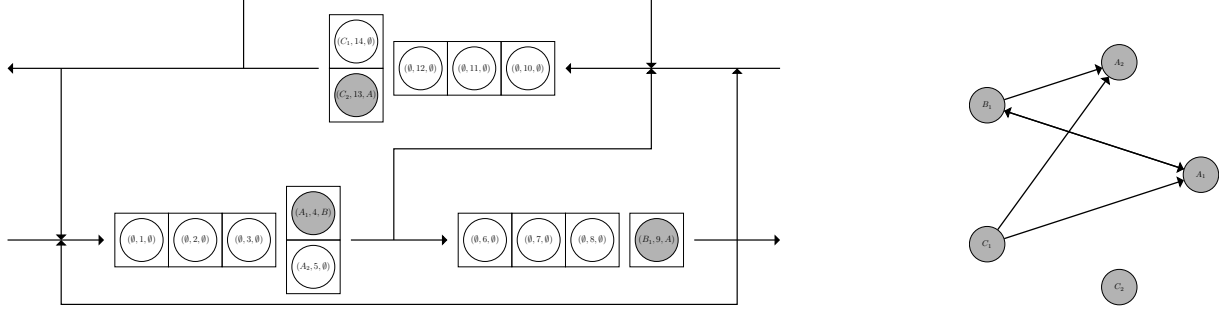 (C₁, 14, ∅)
(∅, 12, ∅) (∅, 11, ∅) (∅, 10, ∅)
(C₂, 13, A)
(A₁, 4, B)
(∅, 1, ∅) (∅, 2, ∅) (∅, 3, ∅)
(A₂, 5, ∅)
(∅, 6, ∅) (∅, 7, ∅) (∅, 8, ∅) (B₁, 9, A)
A₂
B₁
A₁
C₁
C₂